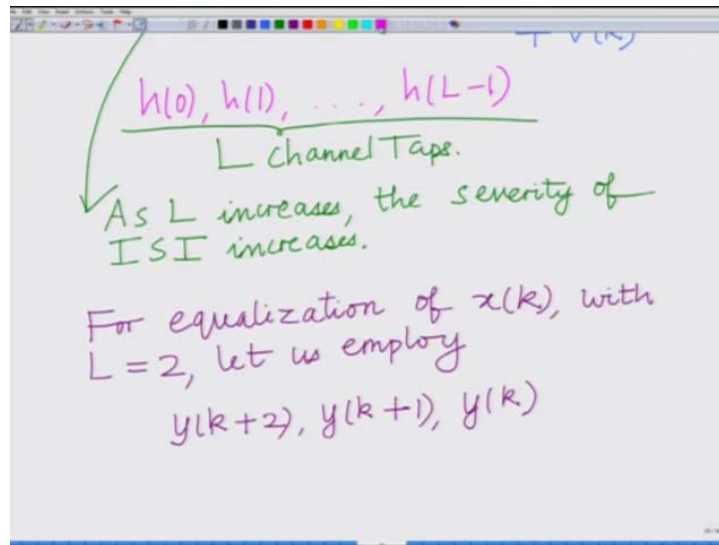 + v(k)
h(0), h(1), . . . , h(L-1)
L Channel Taps.
As L increases, the severity of
ISI increases.
For equalization of x(k), with
L = 2, let us employ
y(k+2), y(k+1), y(k)